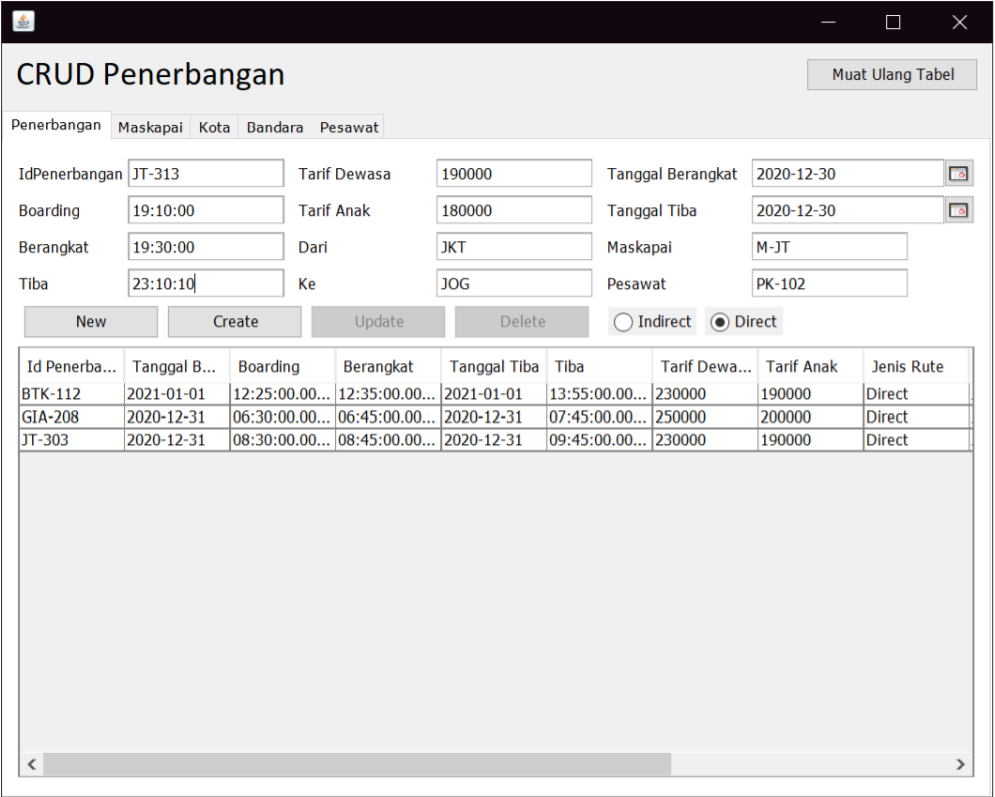 CRUD Penerbangan
Muat Ulang Tabel
Penerbangan Maskapai Kota Bandara Pesawat
IdPenerbangan JT-313 Tarif Dewasa 190000 Tanggal Berangkat 2020-12-30
Boarding 19:10:00 Tarif Anak 180000 Tanggal Tiba 2020-12-30
Berangkat 19:30:00 Dari JKT Maskapai M-JT
Tiba 23:10:10 Ke JOG Pesawat PK-102
New Create Update Delete Indirect Direct
Id Penerba... Tanggal B... Boarding Berangkat Tanggal Tiba Tiba Tarif Dewa... Tarif Anak Jenis Rute
BTK-112 2021-01-01 12:25:00.00... 12:35:00.00... 2021-01-01 13:55:00.00... 230000 190000 Direct
GIA-208 2020-12-31 06:30:00.00... 06:45:00.00... 2020-12-31 07:45:00.00... 250000 200000 Direct
JT-303 2020-12-31 08:30:00.00... 08:45:00.00... 2020-12-31 09:45:00.00... 230000 190000 Direct